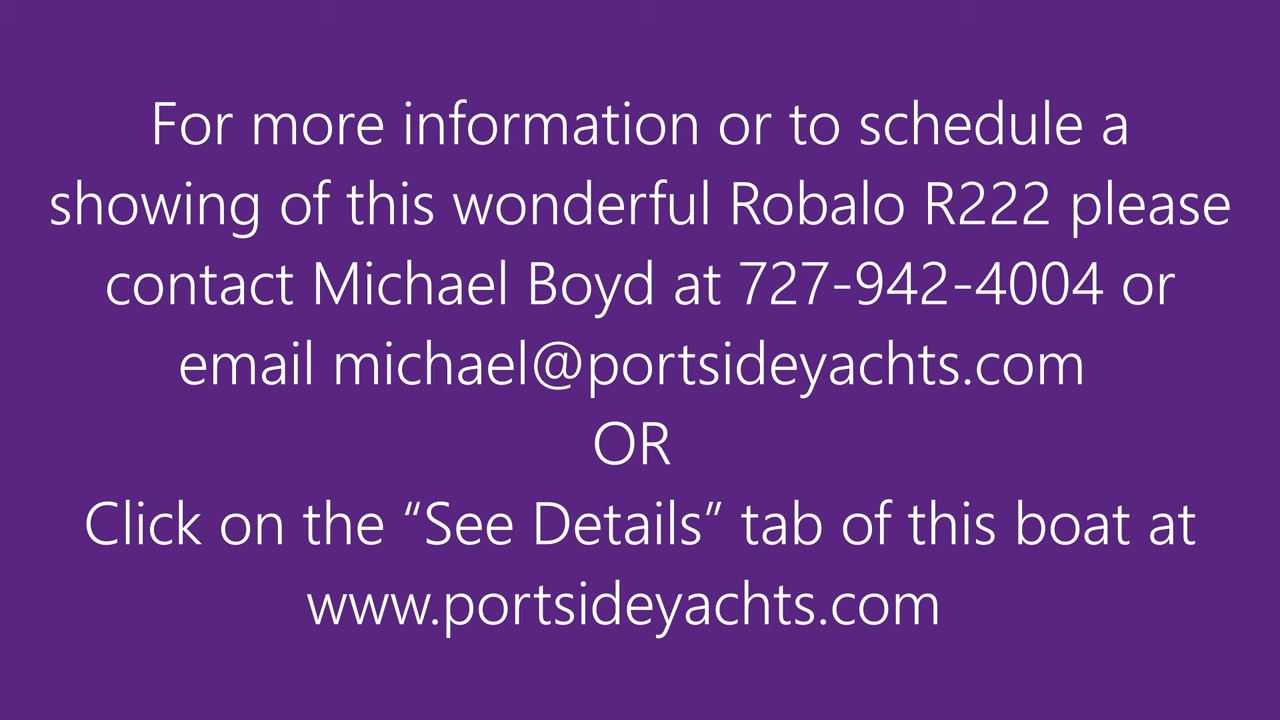 For more information or to schedule a
showing of this wonderful Robalo R222 please
contact Michael Boyd at 727-942-4004 or
email michael@portsideyachts.com
OR
Click on the “See Details” tab of this boat at
www.portsideyachts.com